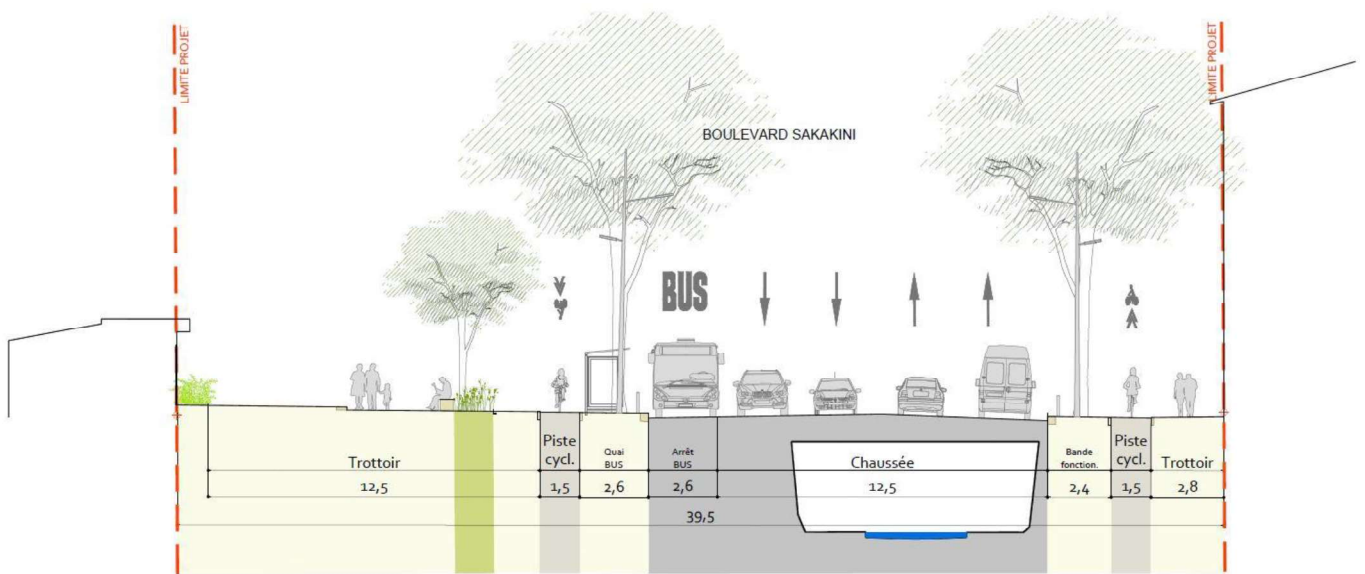 LIMITE PROJET
LIMITE PROJET
BOULEVARD SAKAKINI
BUS
Trottoir
12,5
Piste
cycl.
1,5
Quai
BUS
2,6
Arrêt
BUS
2,6
Chaussée
12,5
Bande
fonction.
2,4
Piste
cycl.
1,5
Trottoir
2,8
39,5